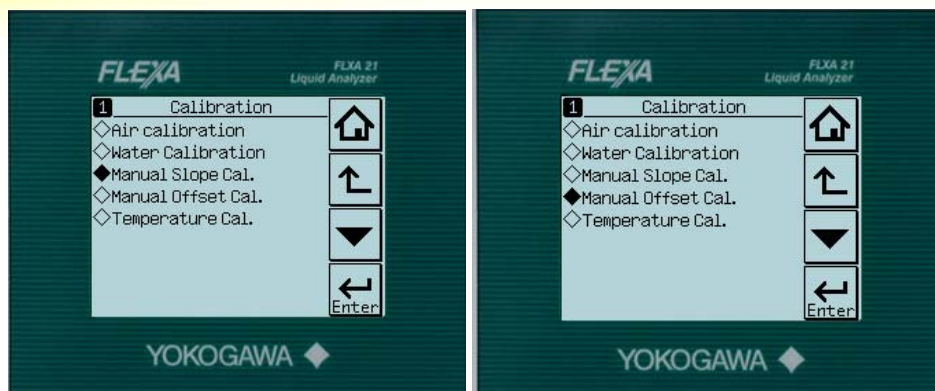 FLEXA
FLXA 21
Liquid Analyzer
1 Calibration
Air calibration
Water Calibration
Manual Slope Cal.
Manual Offset Cal.
Temperature Cal.
Enter
YOKOGAWA
FLEXA
FLXA 21
Liquid Analyzer
1 Calibration
Air calibration
Water Calibration
Manual Slope Cal.
Manual Offset Cal.
Temperature Cal.
Enter
YOKOGAWA